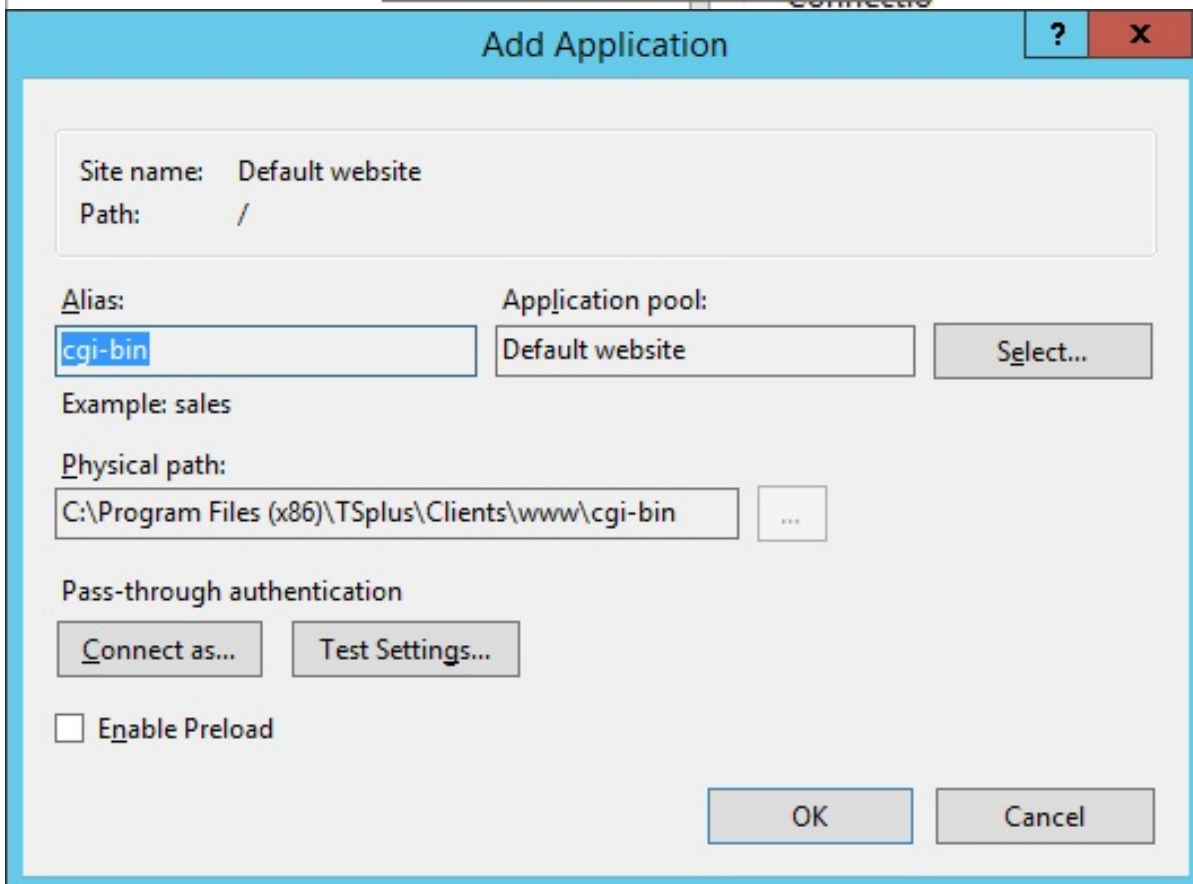 Add Application
?
x
Site name: Default website
Path: /
Alias:
Application pool:
cgi-bin
Default website
Select...
Example: sales
Physical path:
C:\Program Files (x86)\TSplus\Clients\www\cgi-bin
...
Pass-through authentication
Connect as...
Test Settings...
Enable Preload
OK
Cancel